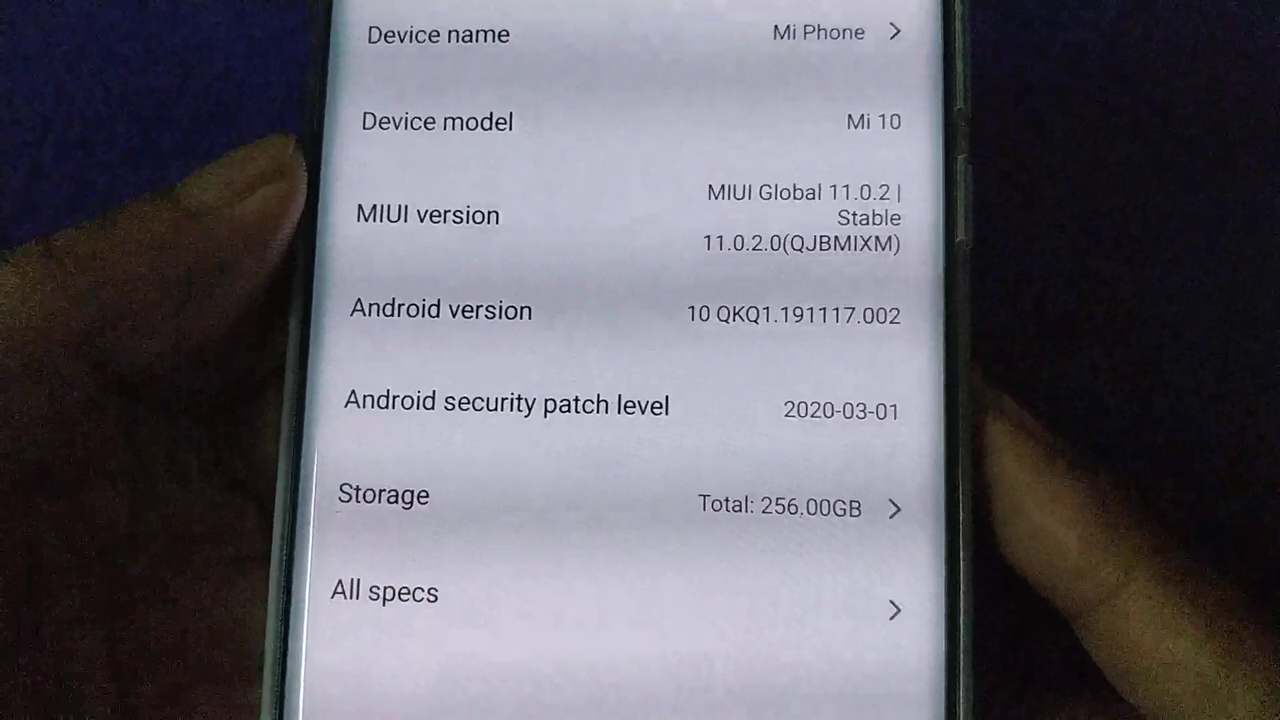 Device name Mi Phone
Device model Mi 10
MIUI Global 11.0.2 |
MIUI version Stable
11.0.2.0(QJBMIXM)
Android version 10 QKQ1.191117.002
Android security patch level 2020-03-01
Storage Total: 256.00GB
All specs